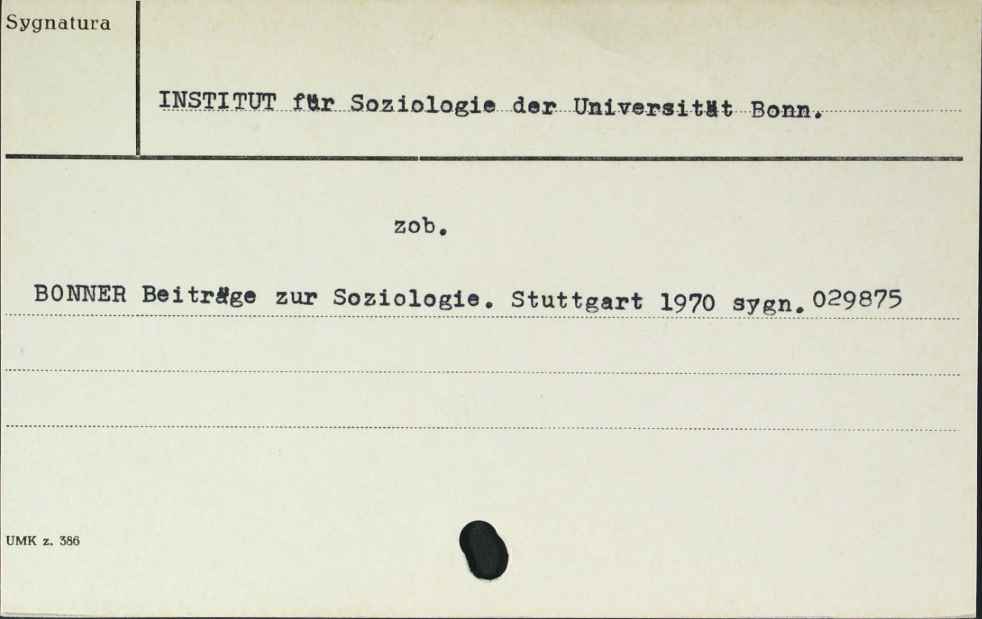 Sygnatura
INSTITUT für Soziologie der Universität Bonn.
zob.
BONNER Beiträge zur Soziologie. Stuttgart 1970 sygn. 029875
UMK z. 386